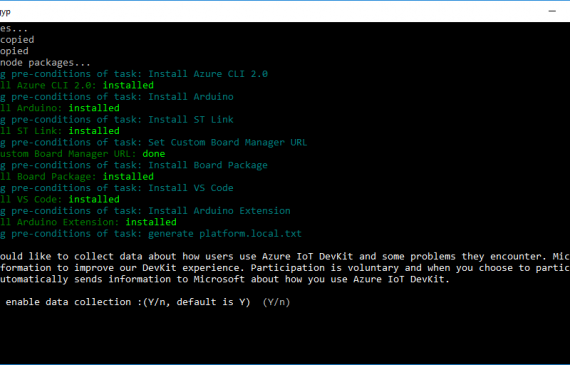 gyp
es...
copied
opied
node packages...
g pre-conditions of task: Install Azure CLI 2.0
ll Azure CLI 2.0: installed
g pre-conditions of task: Install Arduino
ll Arduino: installed
g pre-conditions of task: Install ST Link
ll ST Link: installed
g pre-conditions of task: Set Custom Board Manager URL
ustom Board Manager URL: done
g pre-conditions of task: Install Board Package
ll Board Package: installed
g pre-conditions of task: Install VS Code
ll VS Code: installed
g pre-conditions of task: Install Arduino Extension
ll Arduino Extension: installed
g pre-conditions of task: generate platform.local.txt
ould like to collect data about how users use Azure IoT DevKit and some problems they encounter. Mic
formation to improve our DevKit experience. Participation is voluntary and when you choose to partic
utomatically sends information to Microsoft about how you use Azure IoT DevKit.
enable data collection :(Y/n, default is Y) (Y/n)